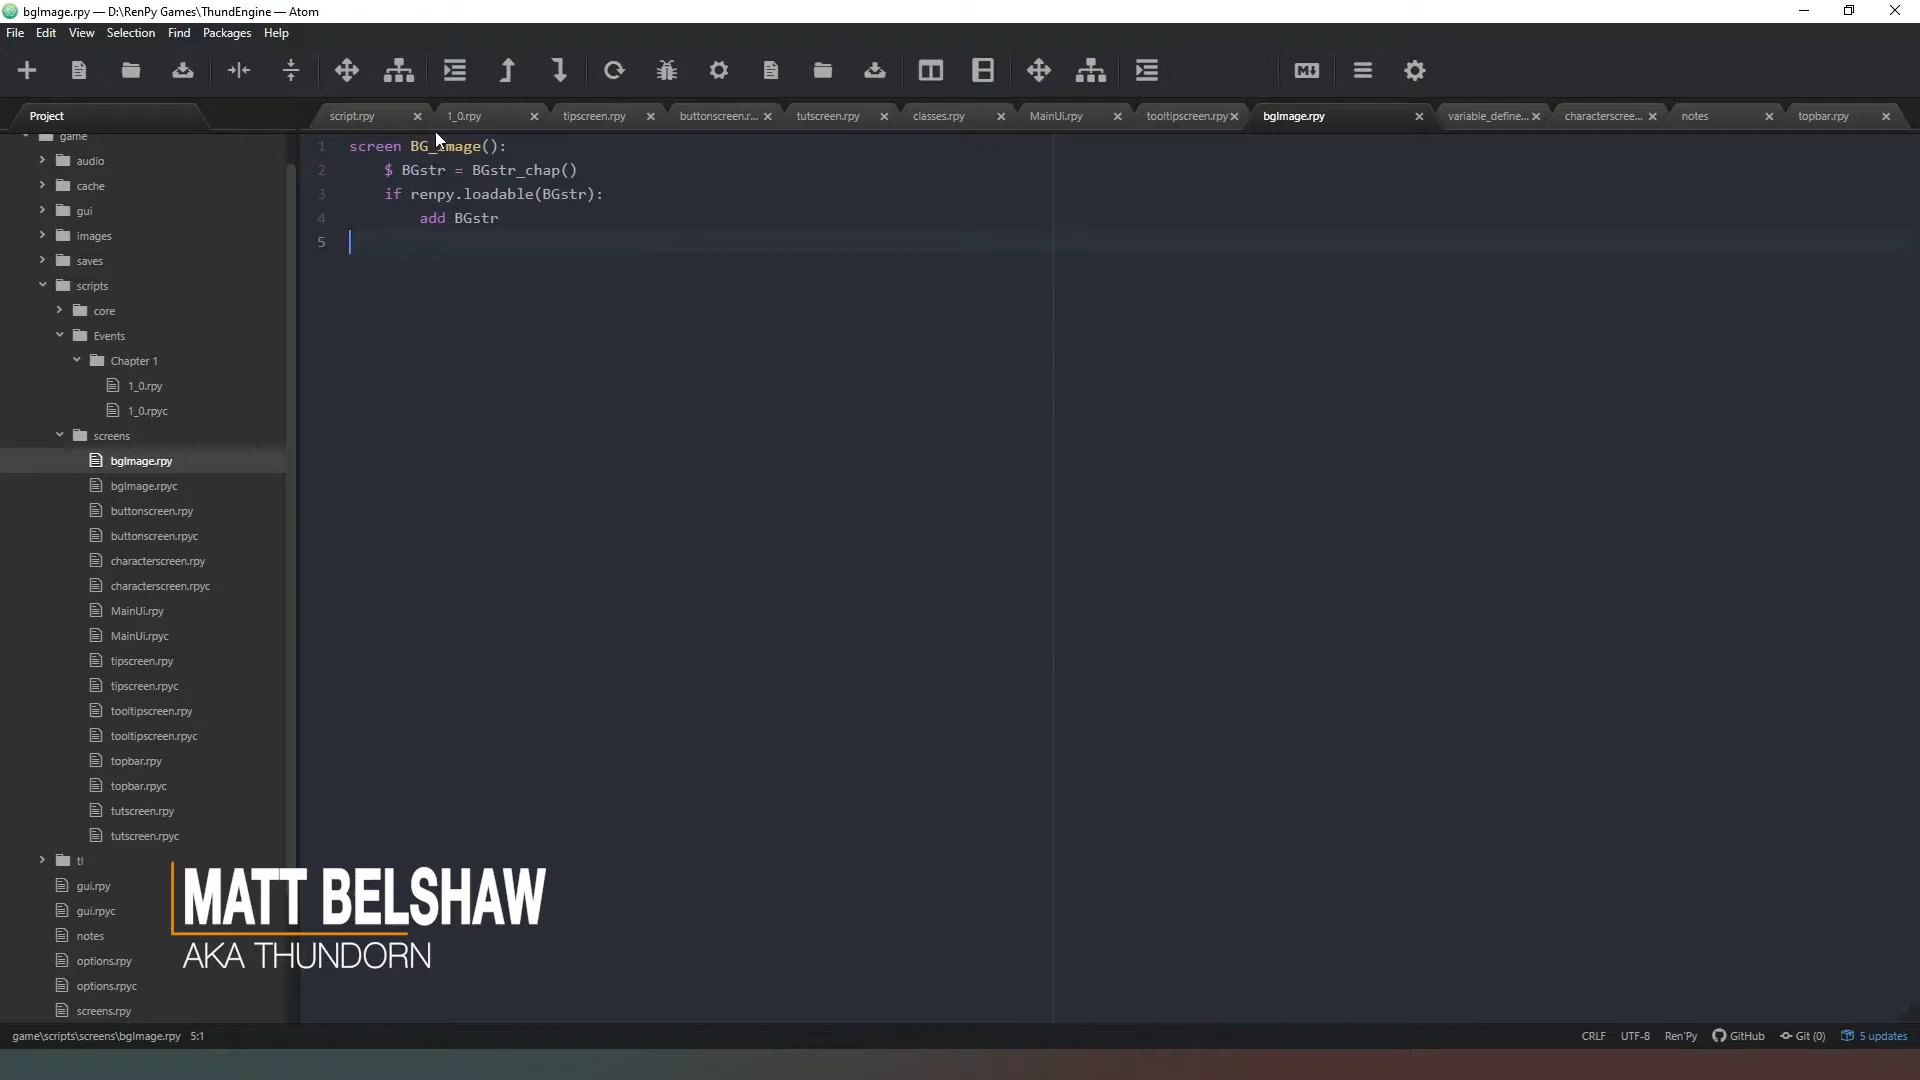 bgImage.rpy — D:\RenPy Games\ThundEngine — Atom
File Edit View Selection Find Packages Help
Project
script.rpy 1_0.rpy tipscreen.rpy buttonscreen.r... tutscreen.rpy classes.rpy MainUi.rpy tooltipscreen.rpy bgImage.rpy variable_define... characterscree... notes topbar.rpy
game
audio
cache
gui
images
saves
scripts
core
Events
Chapter 1
1_0.rpy
1_0.rpyc
screens
bgImage.rpy
bgImage.rpyc
buttonscreen.rpy
buttonscreen.rpyc
characterscreen.rpy
characterscreen.rpyc
MainUi.rpy
MainUi.rpyc
tipscreen.rpy
tipscreen.rpyc
tooltipscreen.rpy
tooltipscreen.rpyc
topbar.rpy
topbar.rpyc
tutscreen.rpy
tutscreen.rpyc
tl
gui.rpy
gui.rpyc
notes
options.rpy
options.rpyc
screens.rpy
1 screen BG_Image():
2 $ BGstr = BGstr_chap()
3 if renpy.loadable(BGstr):
4 add BGstr
5
MATT BELSHAW
AKA THUNDORN
game\scripts\screens\bgImage.rpy 5:1
CRLF UTF-8 Ren'Py GitHub Git (0) 5 updates